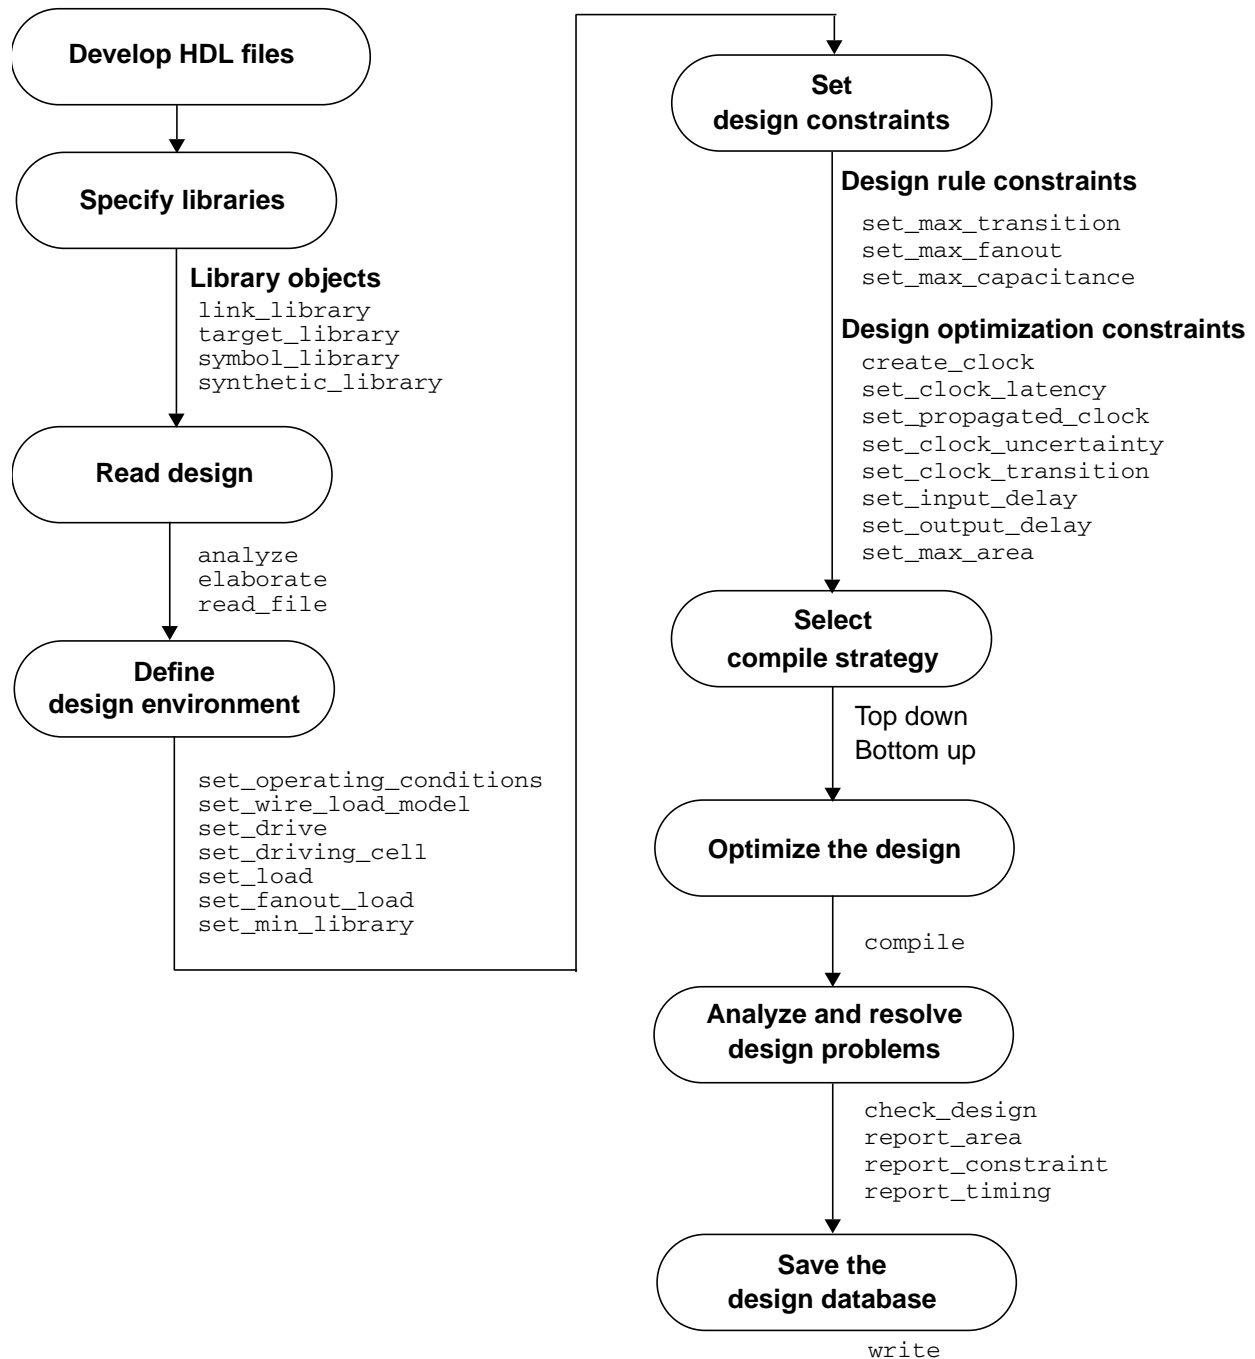 Develop HDL files
Specify libraries
Library objects
link_library
target_library
symbol_library
synthetic_library
Read design
analyze
elaborate
read_file
Define
design environment
set_operating_conditions
set_wire_load_model
set_drive
set_driving_cell
set_load
set_fanout_load
set_min_library
Set
design constraints
Design rule constraints
set_max_transition
set_max_fanout
set_max_capacitance
Design optimization constraints
create_clock
set_clock_latency
set_propagated_clock
set_clock_uncertainty
set_clock_transition
set_input_delay
set_output_delay
set_max_area
Select
compile strategy
Top down
Bottom up
Optimize the design
compile
Analyze and resolve
design problems
check_design
report_area
report_constraint
report_timing
Save the
design database
write